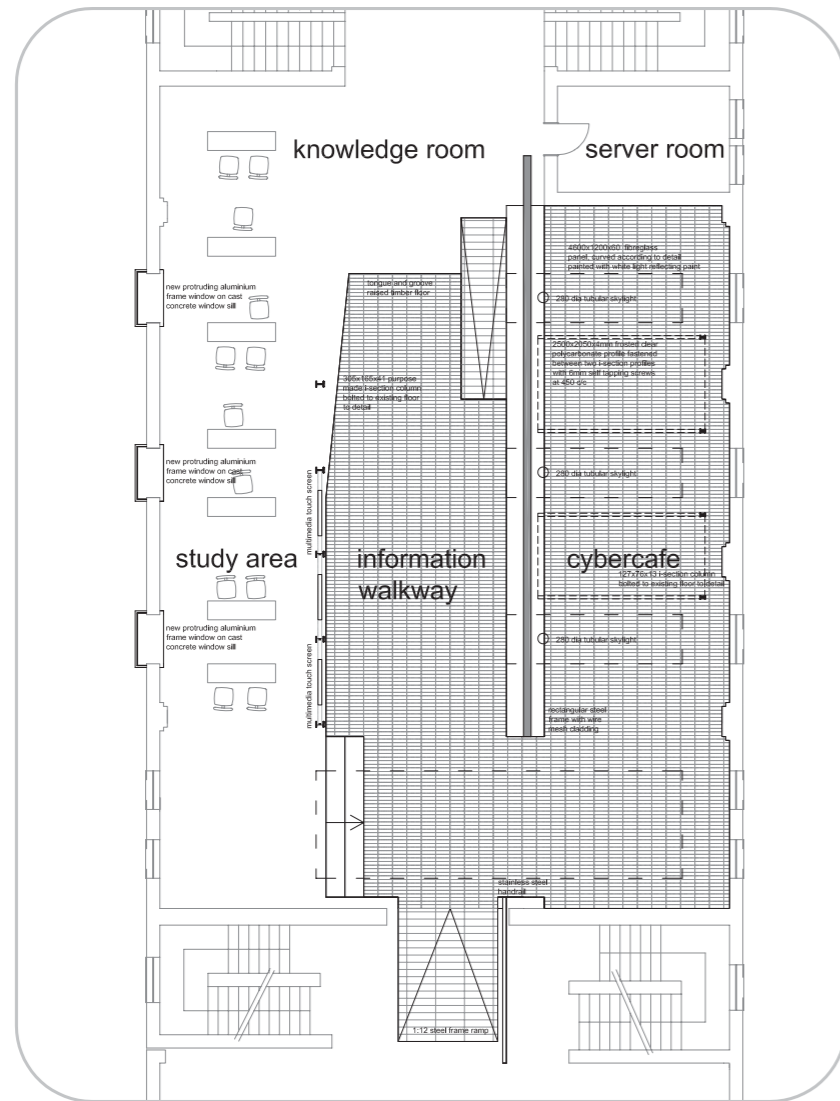 knowledge room
server room
4600x1200x60 fibreglass
panel, curved according to detail
painted with white light reflecting paint
new protruding aluminium
frame window on cast
concrete window sill
tongue and groove
raised timber floor
280 dia tubular skylight
2500x2050x4mm frosted clear
polycarbonate profile fastened
between two i-section profiles
with 6mm self tapping screws
at 450 c/c
305x165x41 purpose
made i-section column
bolted to existing floor
to detail
new protruding aluminium
frame window on cast
concrete window sill
280 dia tubular skylight
multimedia touch screen
study area
information
walkway
cybercafe
127x76x13 i-section column
bolted to existing floor to detail
new protruding aluminium
frame window on cast
concrete window sill
280 dia tubular skylight
multimedia touch screen
rectangular steel
frame with wire
mesh cladding
stainless steel
handrail
1:12 steel frame ramp